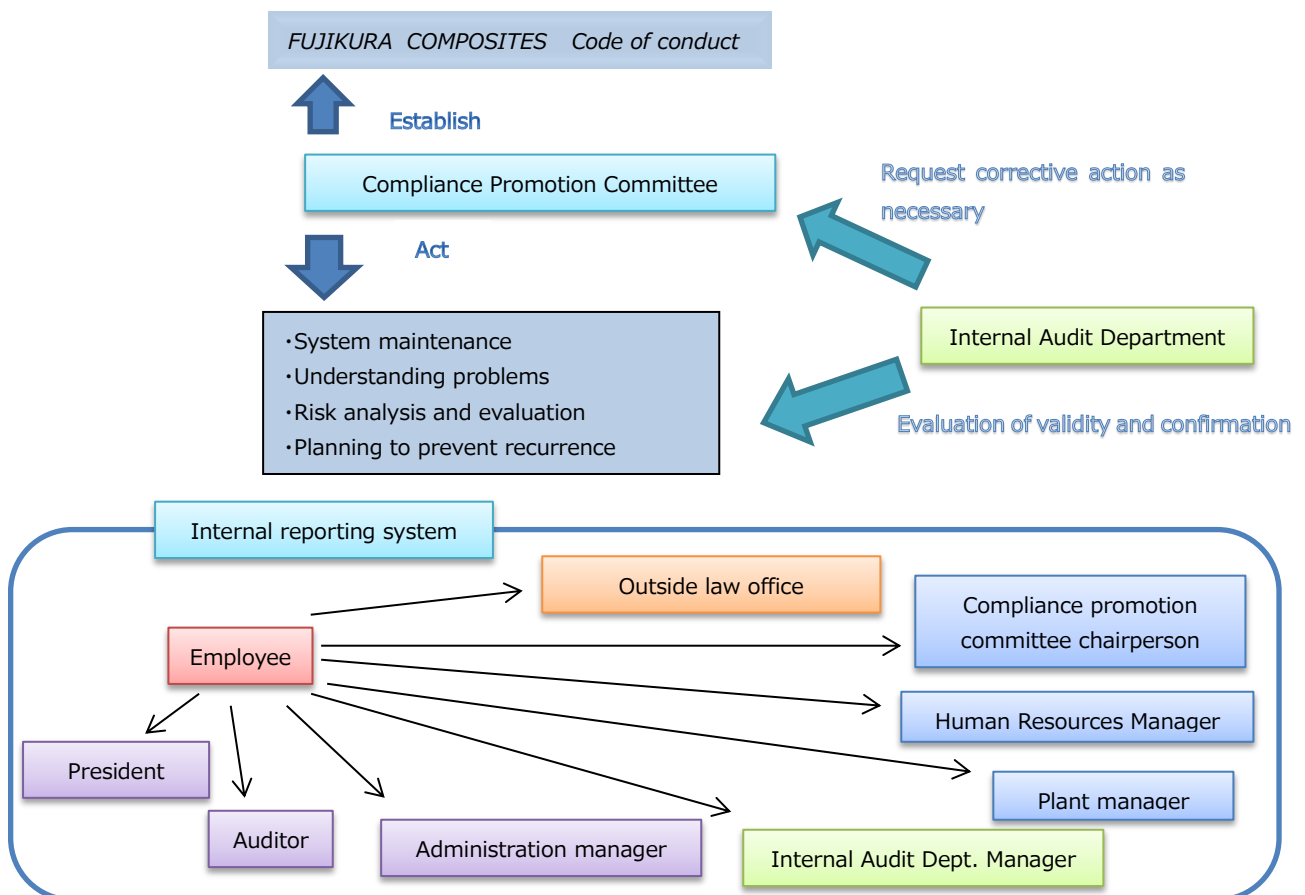 FUJIKURA COMPOSITES Code of conduct
Establish
Compliance Promotion Committee
Request corrective action as
necessary
Act
・System maintenance
・Understanding problems
・Risk analysis and evaluation
・Planning to prevent recurrence
Internal Audit Department
Evaluation of validity and confirmation
Internal reporting system
Outside law office
Compliance promotion
committee chairperson
Employee
Human Resources Manager
President
Plant manager
Auditor
Administration manager
Internal Audit Dept. Manager